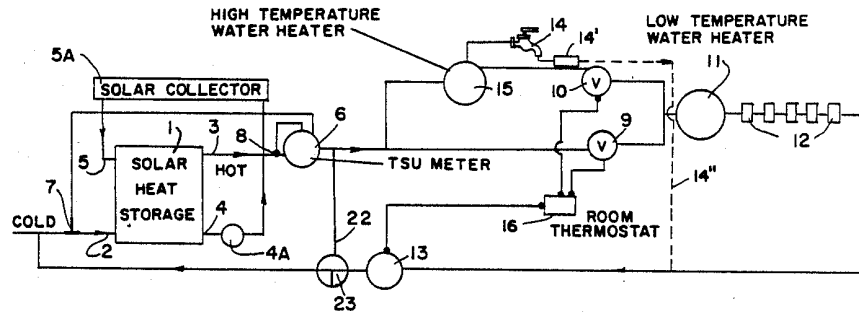 HIGH TEMPERATURE
WATER HEATER
14
14'
LOW TEMPERATURE
WATER HEATER
11
5A
SOLAR COLLECTOR
6
15
10
V
9
V
12
1
3
8
SOLAR
HEAT
STORAGE
HOT
TSU METER
5
7
COLD
2
4
4A
22
16
ROOM
THERMOSTAT
14"
13
23